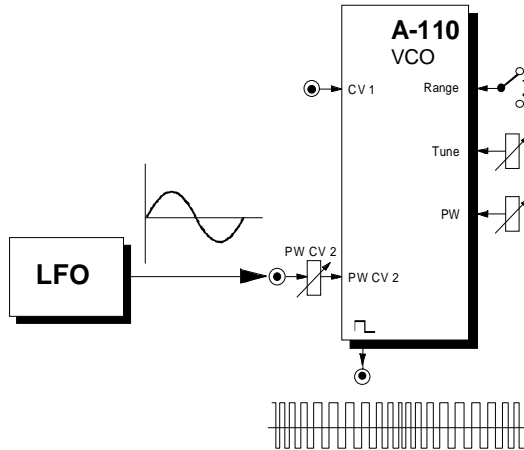 A-110
VCO
CV 1
Range
Tune
PW
PW CV 2
LFO
PW CV 2